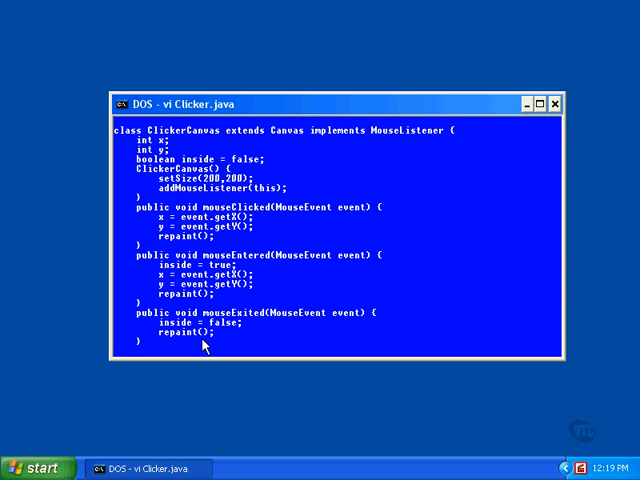 DOS - vi Clicker.java
class ClickerCanvas extends Canvas implements MouseListener {
int x;
int y;
boolean inside = false;
ClickerCanvas() {
setSize(200,200);
addMouseListener(this);
}
public void mouseClicked(MouseEvent event) {
x = event.getX();
y = event.getY();
repaint();
}
public void mouseEntered(MouseEvent event) {
inside = true;
x = event.getX();
y = event.getY();
repaint();
}
public void mouseExited(MouseEvent event) {
inside = false;
repaint();
}
start
DOS - vi Clicker.java
12:19 PM